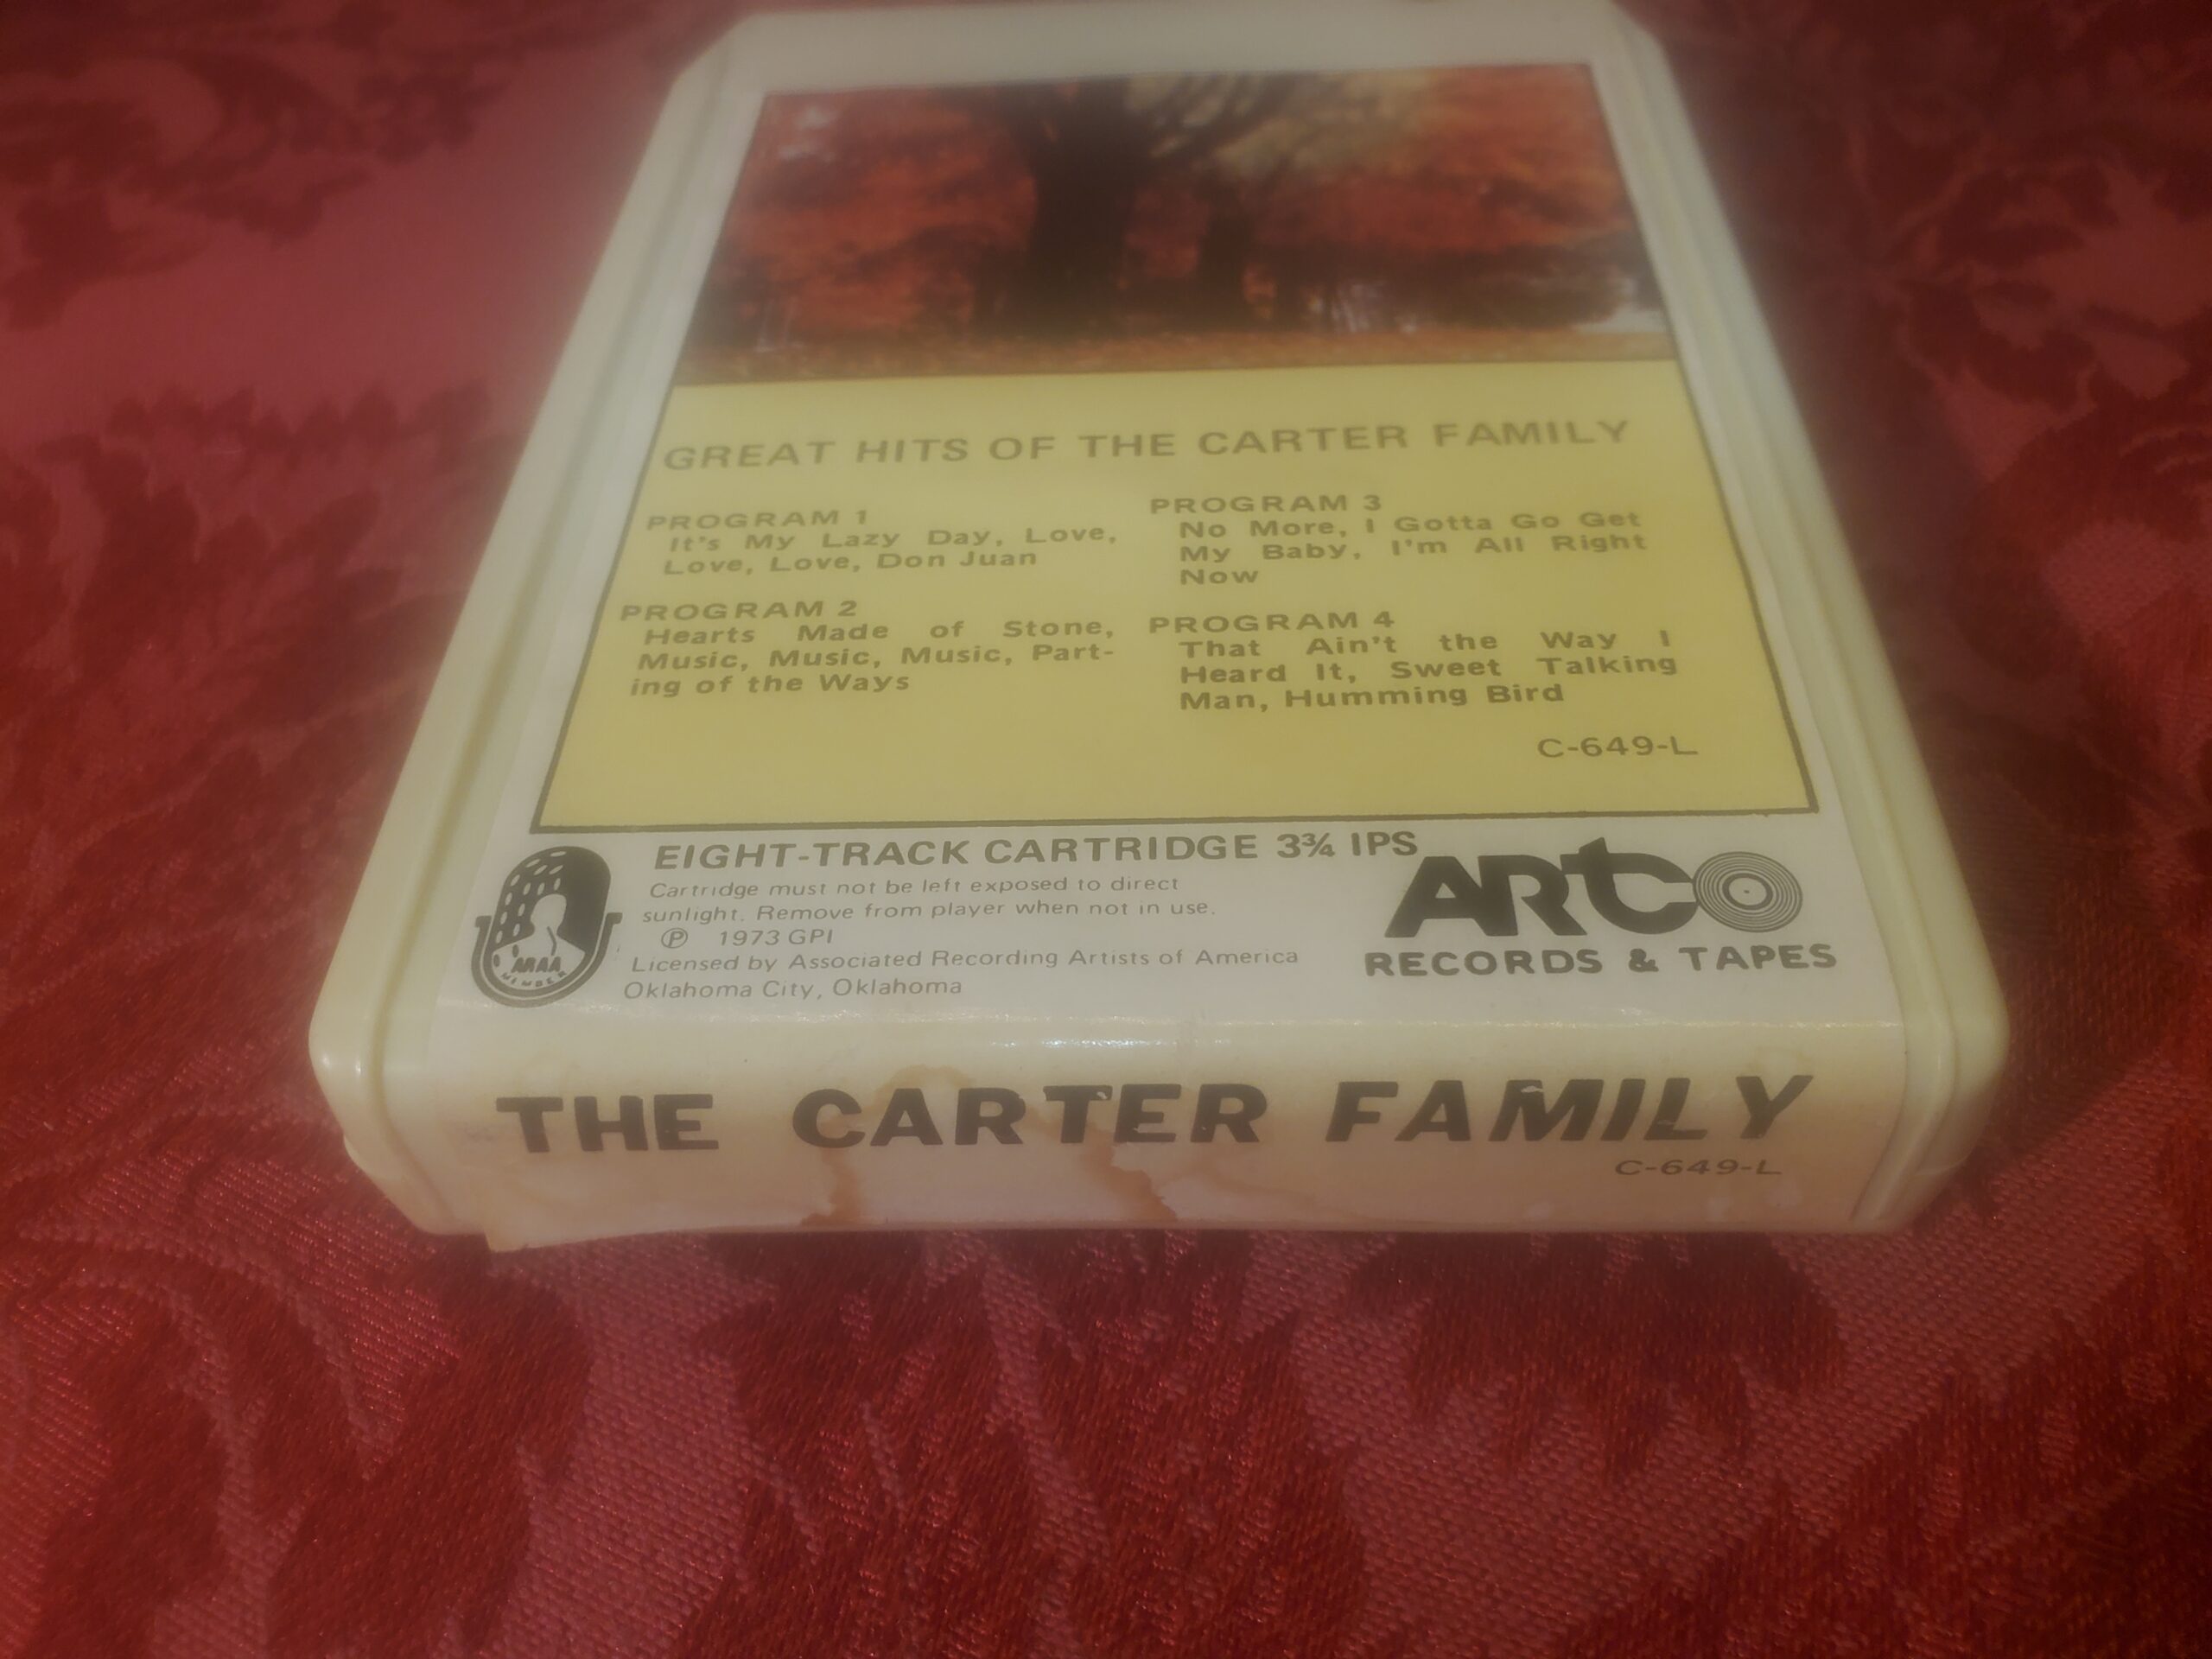 GREAT HITS OF THE CARTER FAMILY
PROGRAM 1
It's My Lazy Day, Love,
Love, Love, Don Juan
PROGRAM 2
Hearts Made of Stone,
Music, Music, Music, Part-
ing of the Ways
PROGRAM 3
No More, I Gotta Go Get
My Baby, I'm All Right
Now
PROGRAM 4
That Ain't the Way I
Heard It, Sweet Talking
Man, Humming Bird
C-649-L
EIGHT-TRACK CARTRIDGE 3¾ IPS
Cartridge must not be left exposed to direct
sunlight. Remove from player when not in use.
Ⓟ 1973 GPI
Licensed by Associated Recording Artists of America
Oklahoma City, Oklahoma
ARAA
MEMBER
ARTCO
RECORDS & TAPES
THE CARTER FAMILY
C-649-L